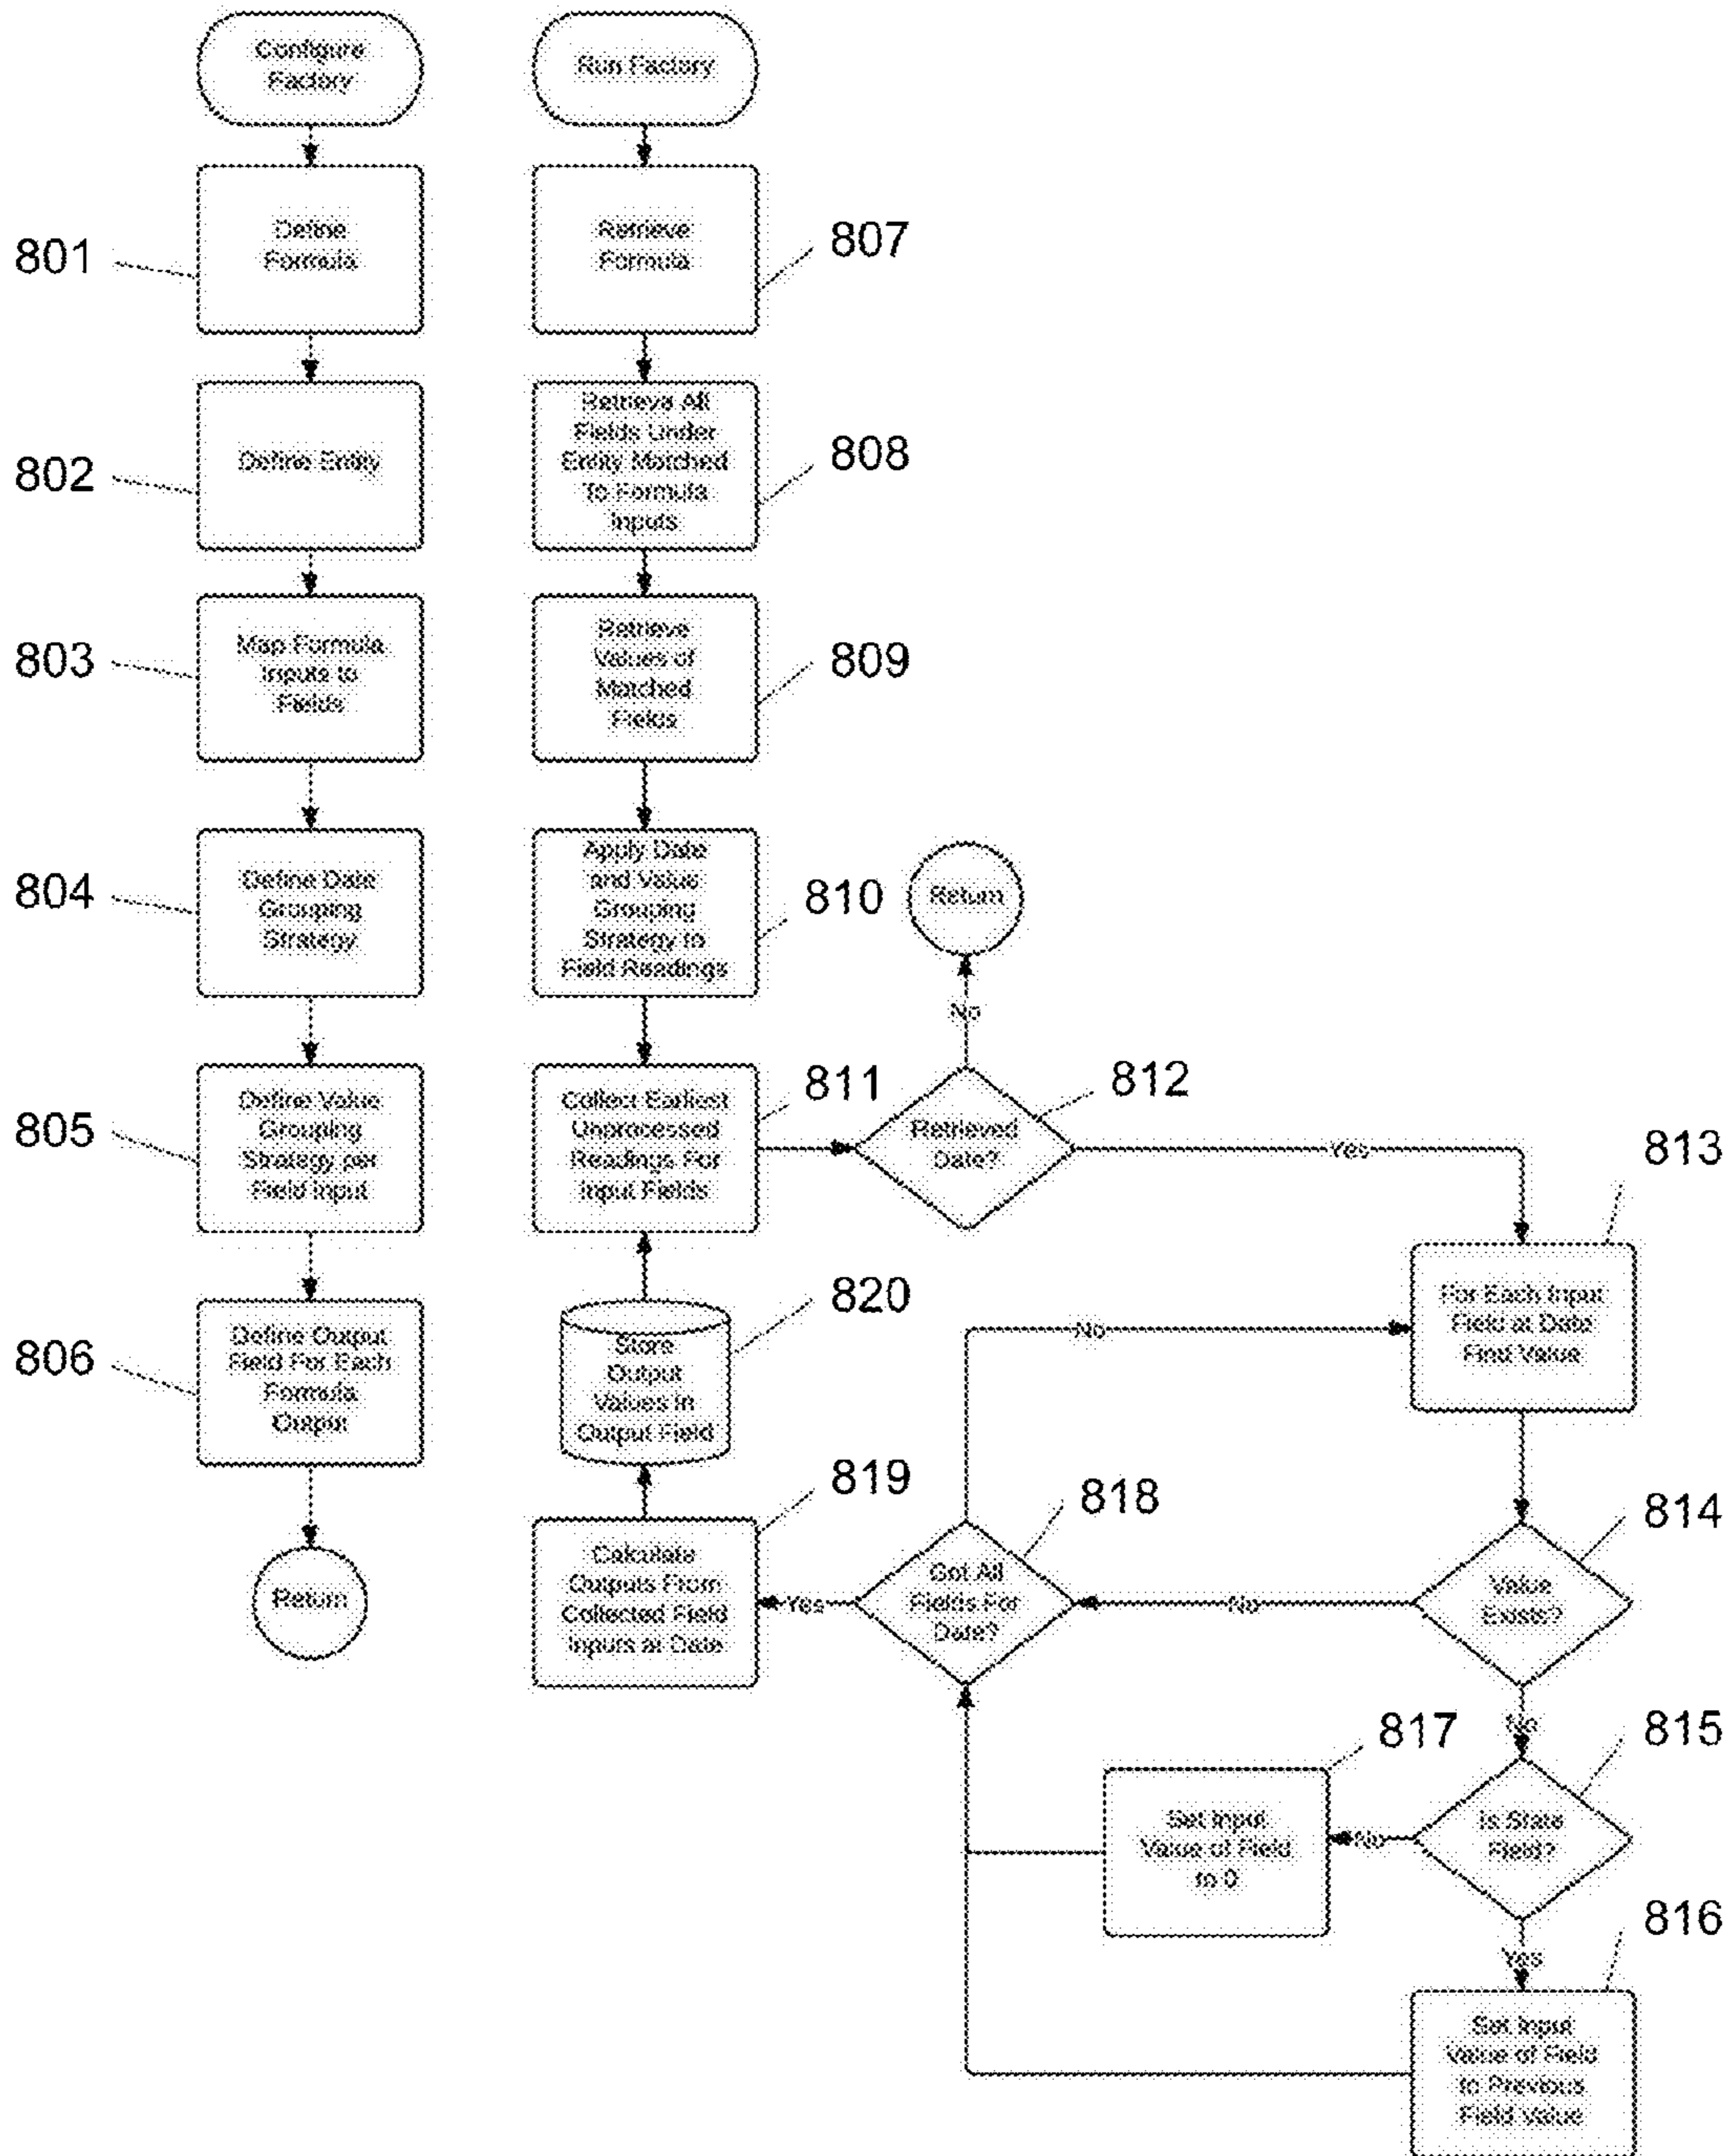 Configure
Factory
801
Define
Formula
802
Define Entity
803
Map Formula
Inputs to
Fields
804
Define Date
Grouping
Strategy
805
Define Value
Grouping
Strategy per
Field Input
806
Define Output
Field For Each
Formula
Output
Return
Run Factory
Retrieve
Formula
807
Retrieve All
Fields Under
Entity Matched
To Formula
Inputs
808
Retrieve
Values of
Matched
Fields
809
Apply Date
and Value
Grouping
Strategy to
Field Readings
810
Collect Earliest
Unprocessed
Readings For
Input Fields
811
Return
No
Retrieved
Date?
812
Yes
813
For Each Input
Field at Date
Find Value
814
Value
Exists?
No
No
815
Is State
Field?
No
Yes
816
Set Input
Value of Field
to Previous
Field Value
817
Set Input
Value of Field
to 0
818
Got All
Fields For
Date?
No
Yes
819
Calculate
Outputs From
Collected Field
Inputs at Date
820
Store
Output
Values In
Output Field